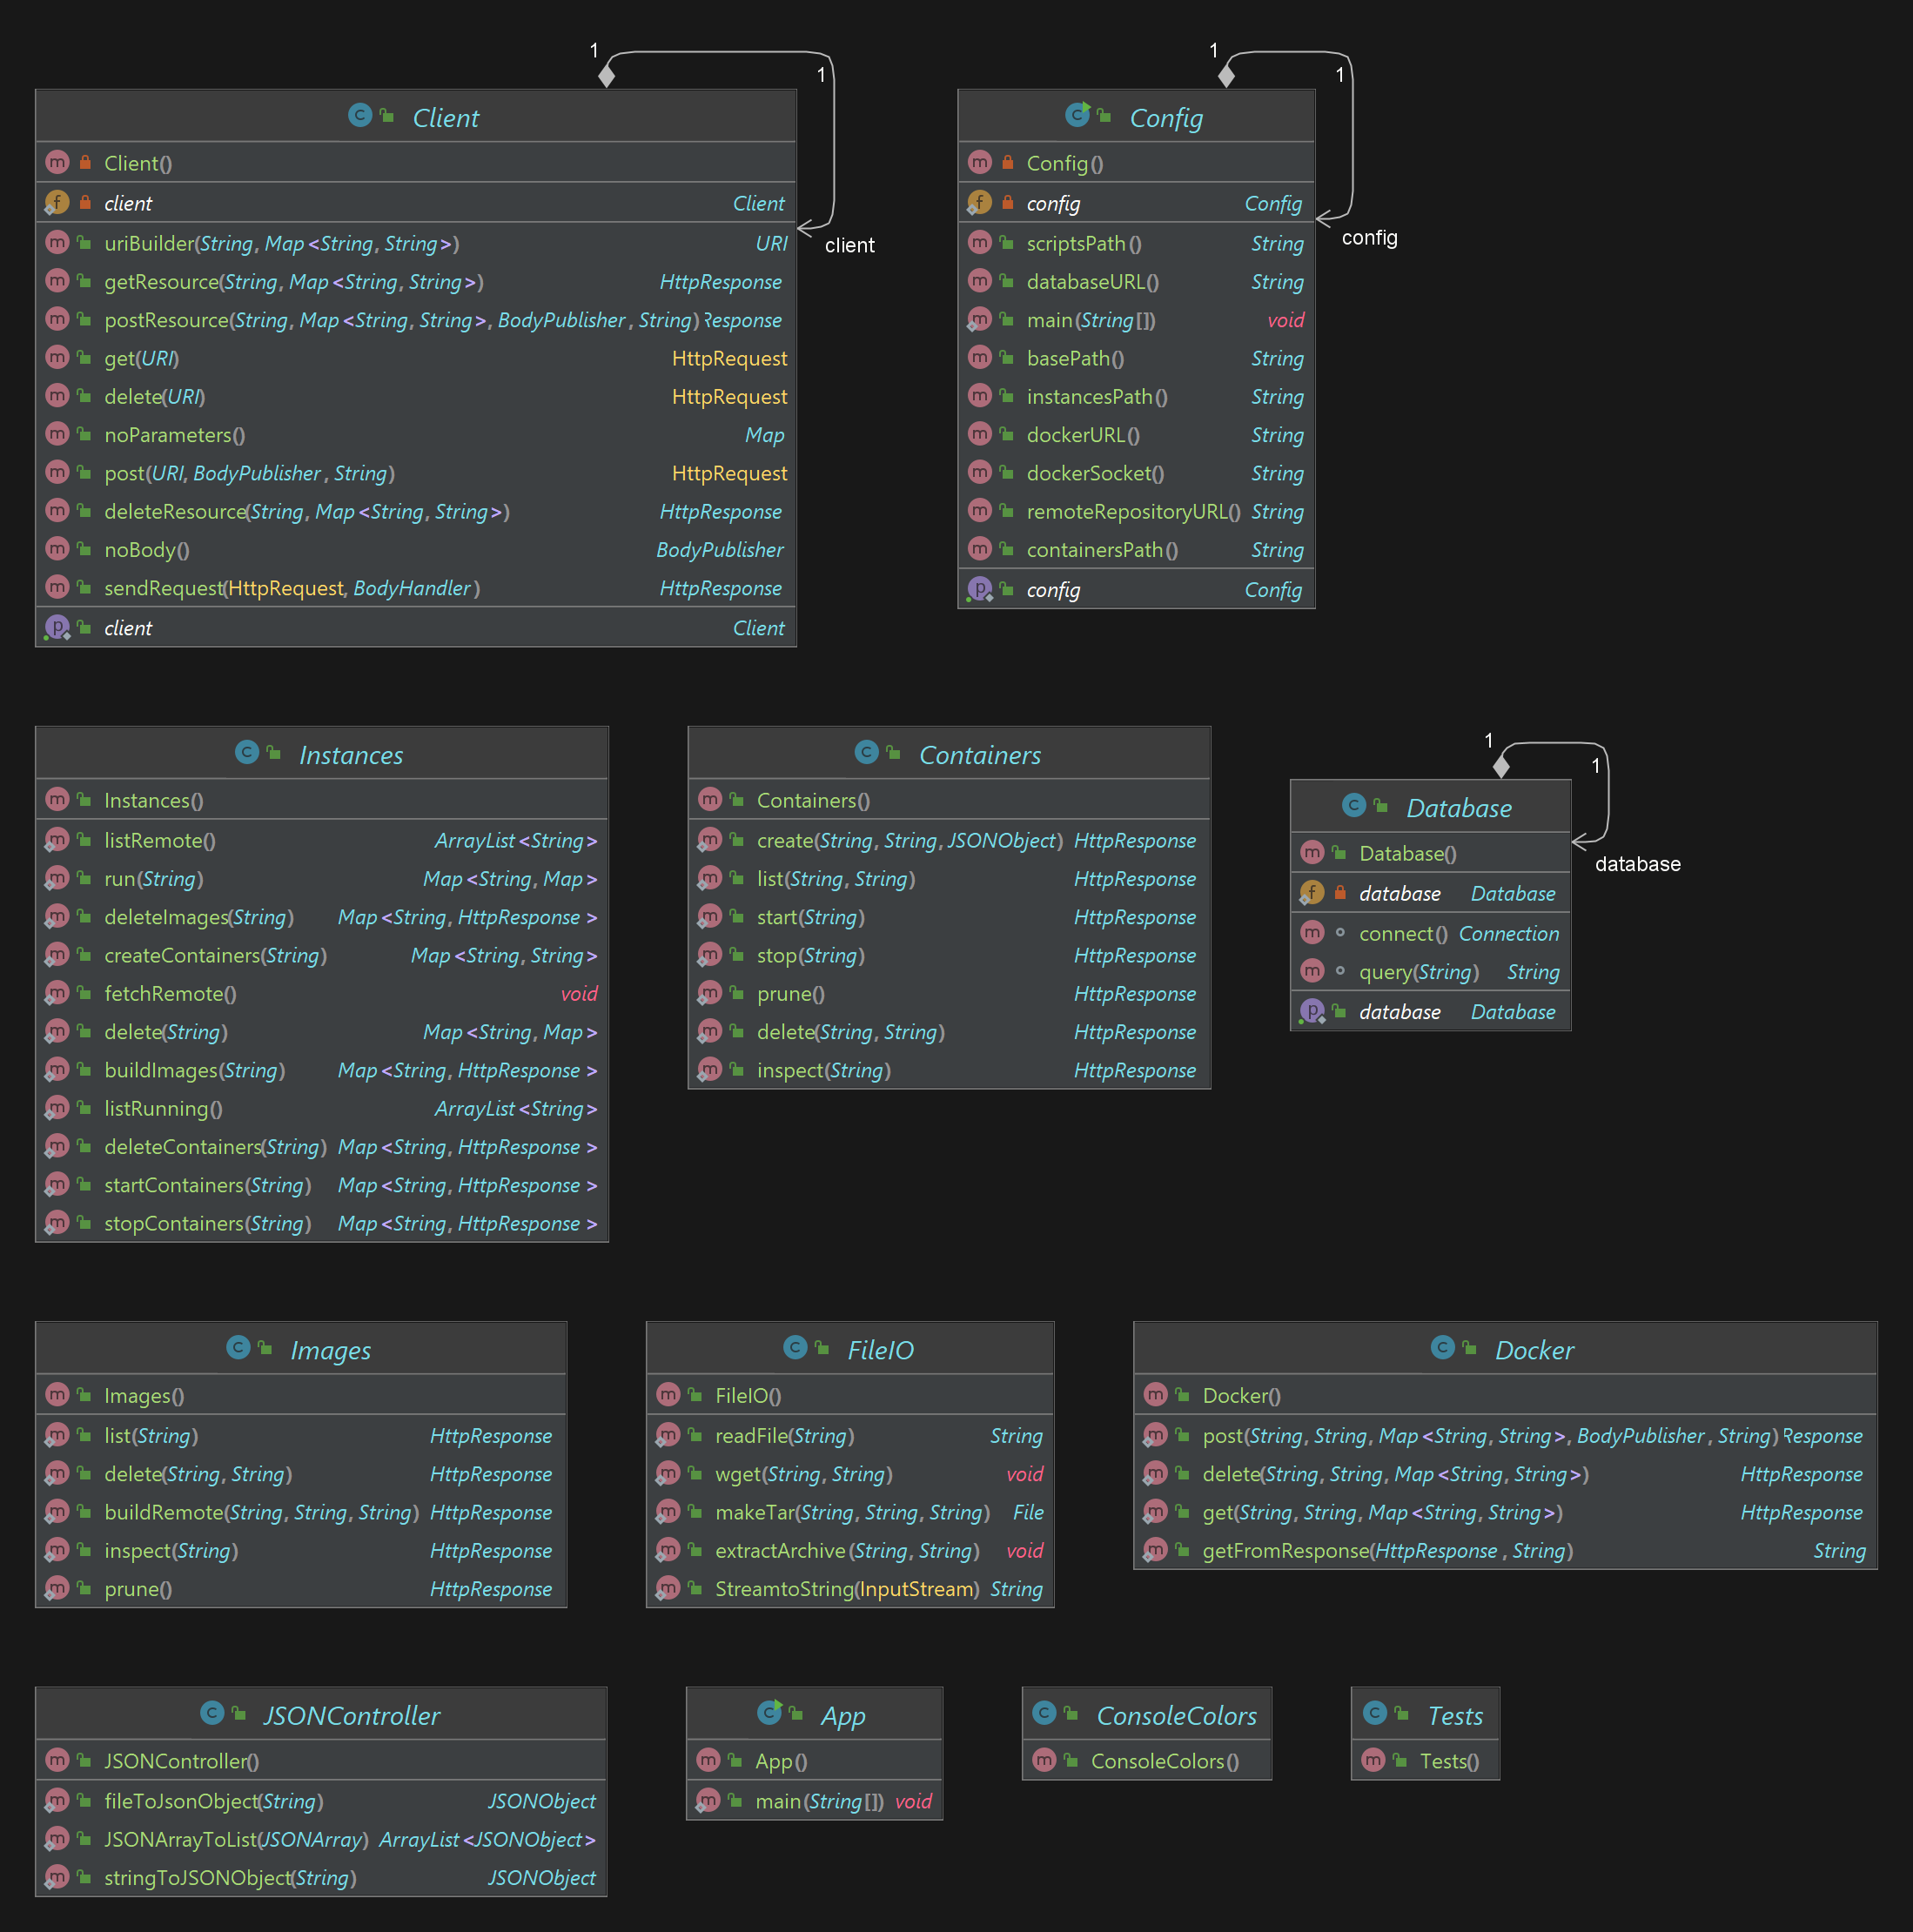 1
1
Client
Client()
client Client
uriBuilder(String, Map<String, String>) URI
getResource(String, Map<String, String>) HttpResponse
postResource(String, Map<String, String>, BodyPublisher, String) Response
get(URI) HttpRequest
delete(URI) HttpRequest
noParameters() Map
post(URI, BodyPublisher, String) HttpRequest
deleteResource(String, Map<String, String>) HttpResponse
noBody() BodyPublisher
sendRequest(HttpRequest, BodyHandler) HttpResponse
client Client
client
1
1
Config
Config()
config Config
scriptsPath() String
databaseURL() String
main(String[]) void
basePath() String
instancesPath() String
dockerURL() String
dockerSocket() String
remoteRepositoryURL() String
containersPath() String
config Config
config
Instances
Instances()
listRemote() ArrayList<String>
run(String) Map<String, Map>
deleteImages(String) Map<String, HttpResponse>
createContainers(String) Map<String, String>
fetchRemote() void
delete(String) Map<String, Map>
buildImages(String) Map<String, HttpResponse>
listRunning() ArrayList<String>
deleteContainers(String) Map<String, HttpResponse>
startContainers(String) Map<String, HttpResponse>
stopContainers(String) Map<String, HttpResponse>
Containers
Containers()
create(String, String, JSONObject) HttpResponse
list(String, String) HttpResponse
start(String) HttpResponse
stop(String) HttpResponse
prune() HttpResponse
delete(String, String) HttpResponse
inspect(String) HttpResponse
1
1
Database
Database()
database Database
connect() Connection
query(String) String
database Database
database
Images
Images()
list(String) HttpResponse
delete(String, String) HttpResponse
buildRemote(String, String, String) HttpResponse
inspect(String) HttpResponse
prune() HttpResponse
FileIO
FileIO()
readFile(String) String
wget(String, String) void
makeTar(String, String, String) File
extractArchive(String, String) void
StreamtoString(InputStream) String
Docker
Docker()
post(String, String, Map<String, String>, BodyPublisher, String) Response
delete(String, String, Map<String, String>) HttpResponse
get(String, String, Map<String, String>) HttpResponse
getFromResponse(HttpResponse, String) String
JSONController
JSONController()
fileToJsonObject(String) JSONObject
JSONArrayToList(JSONArray) ArrayList<JSONObject>
stringToJSONObject(String) JSONObject
App
App()
main(String[]) void
ConsoleColors
ConsoleColors()
Tests
Tests()